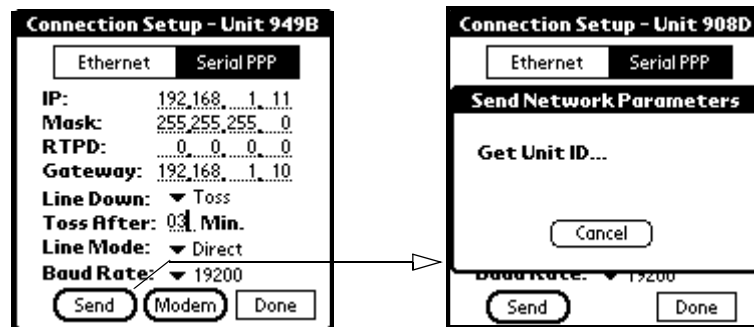 Connection Setup - Unit 949B
Ethernet Serial PPP
IP: 192.168. 1. 11
Mask: 255.255.255. 0
RTPD: 0. 0. 0. 0
Gateway: 192.168. 1. 10
Line Down: Toss
Toss After: 03 Min.
Line Mode: Direct
Baud Rate: 19200
Send Modem Done
Connection Setup - Unit 908D
Ethernet Serial PPP
Send Network Parameters
Get Unit ID...
Cancel
Baud Rate: 19200
Send Done